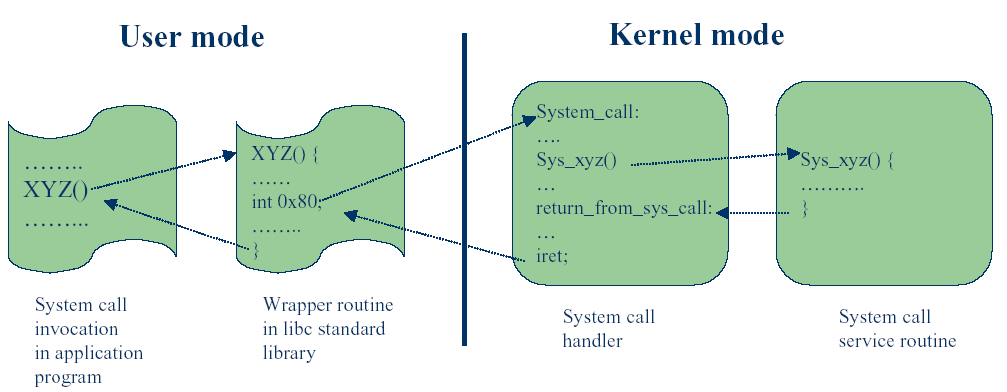 User mode
Kernel mode
........
XYZ()
.........
XYZ() {
......
int 0x80;
........
}
System_call:
....
Sys_xyz()
...
return_from_sys_call:
...
iret;
Sys_xyz() {
..........
}
System call
invocation
in application
program
Wrapper routine
in libc standard
library
System call
handler
System call
service routine